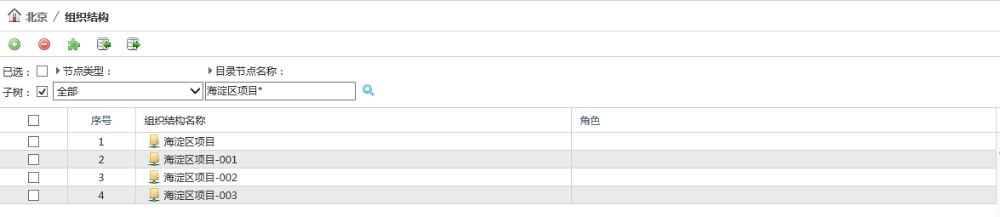 北京 / 组织结构
已选： 节点类型： 目录节点名称：
子树： 全部 海淀区项目*
序号 组织结构名称 角色
1 海淀区项目
2 海淀区项目-001
3 海淀区项目-002
4 海淀区项目-003